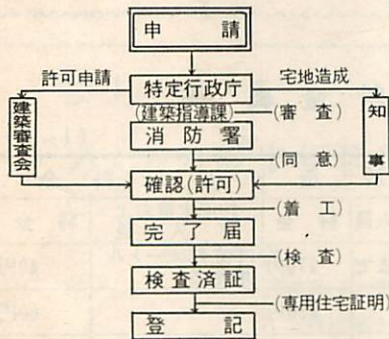 申請
許可申請
宅地造成
特定行政庁
(建築指導課)
(審査)
建築審査会
知事
消防署
(同意)
確認(許可)
(着工)
完了届
(検査)
検査済証
(専用住宅証明)
登記